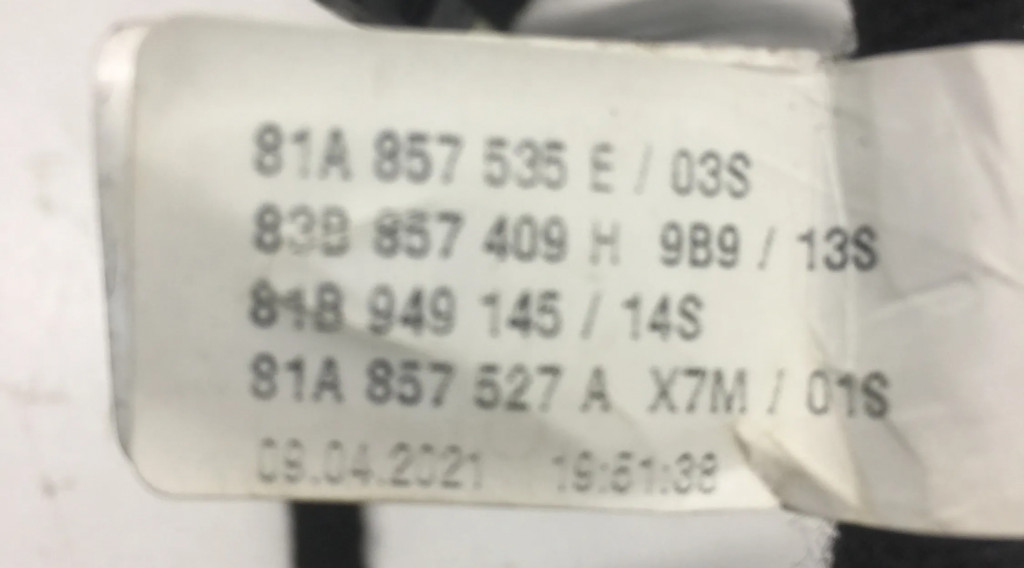 81A 857 535 E / 03S
83B 857 409 H 9B9 / 13S
81B 949 145 / 14S
81A 857 527 A X7M / 01S
09.04.2021 19:51:38